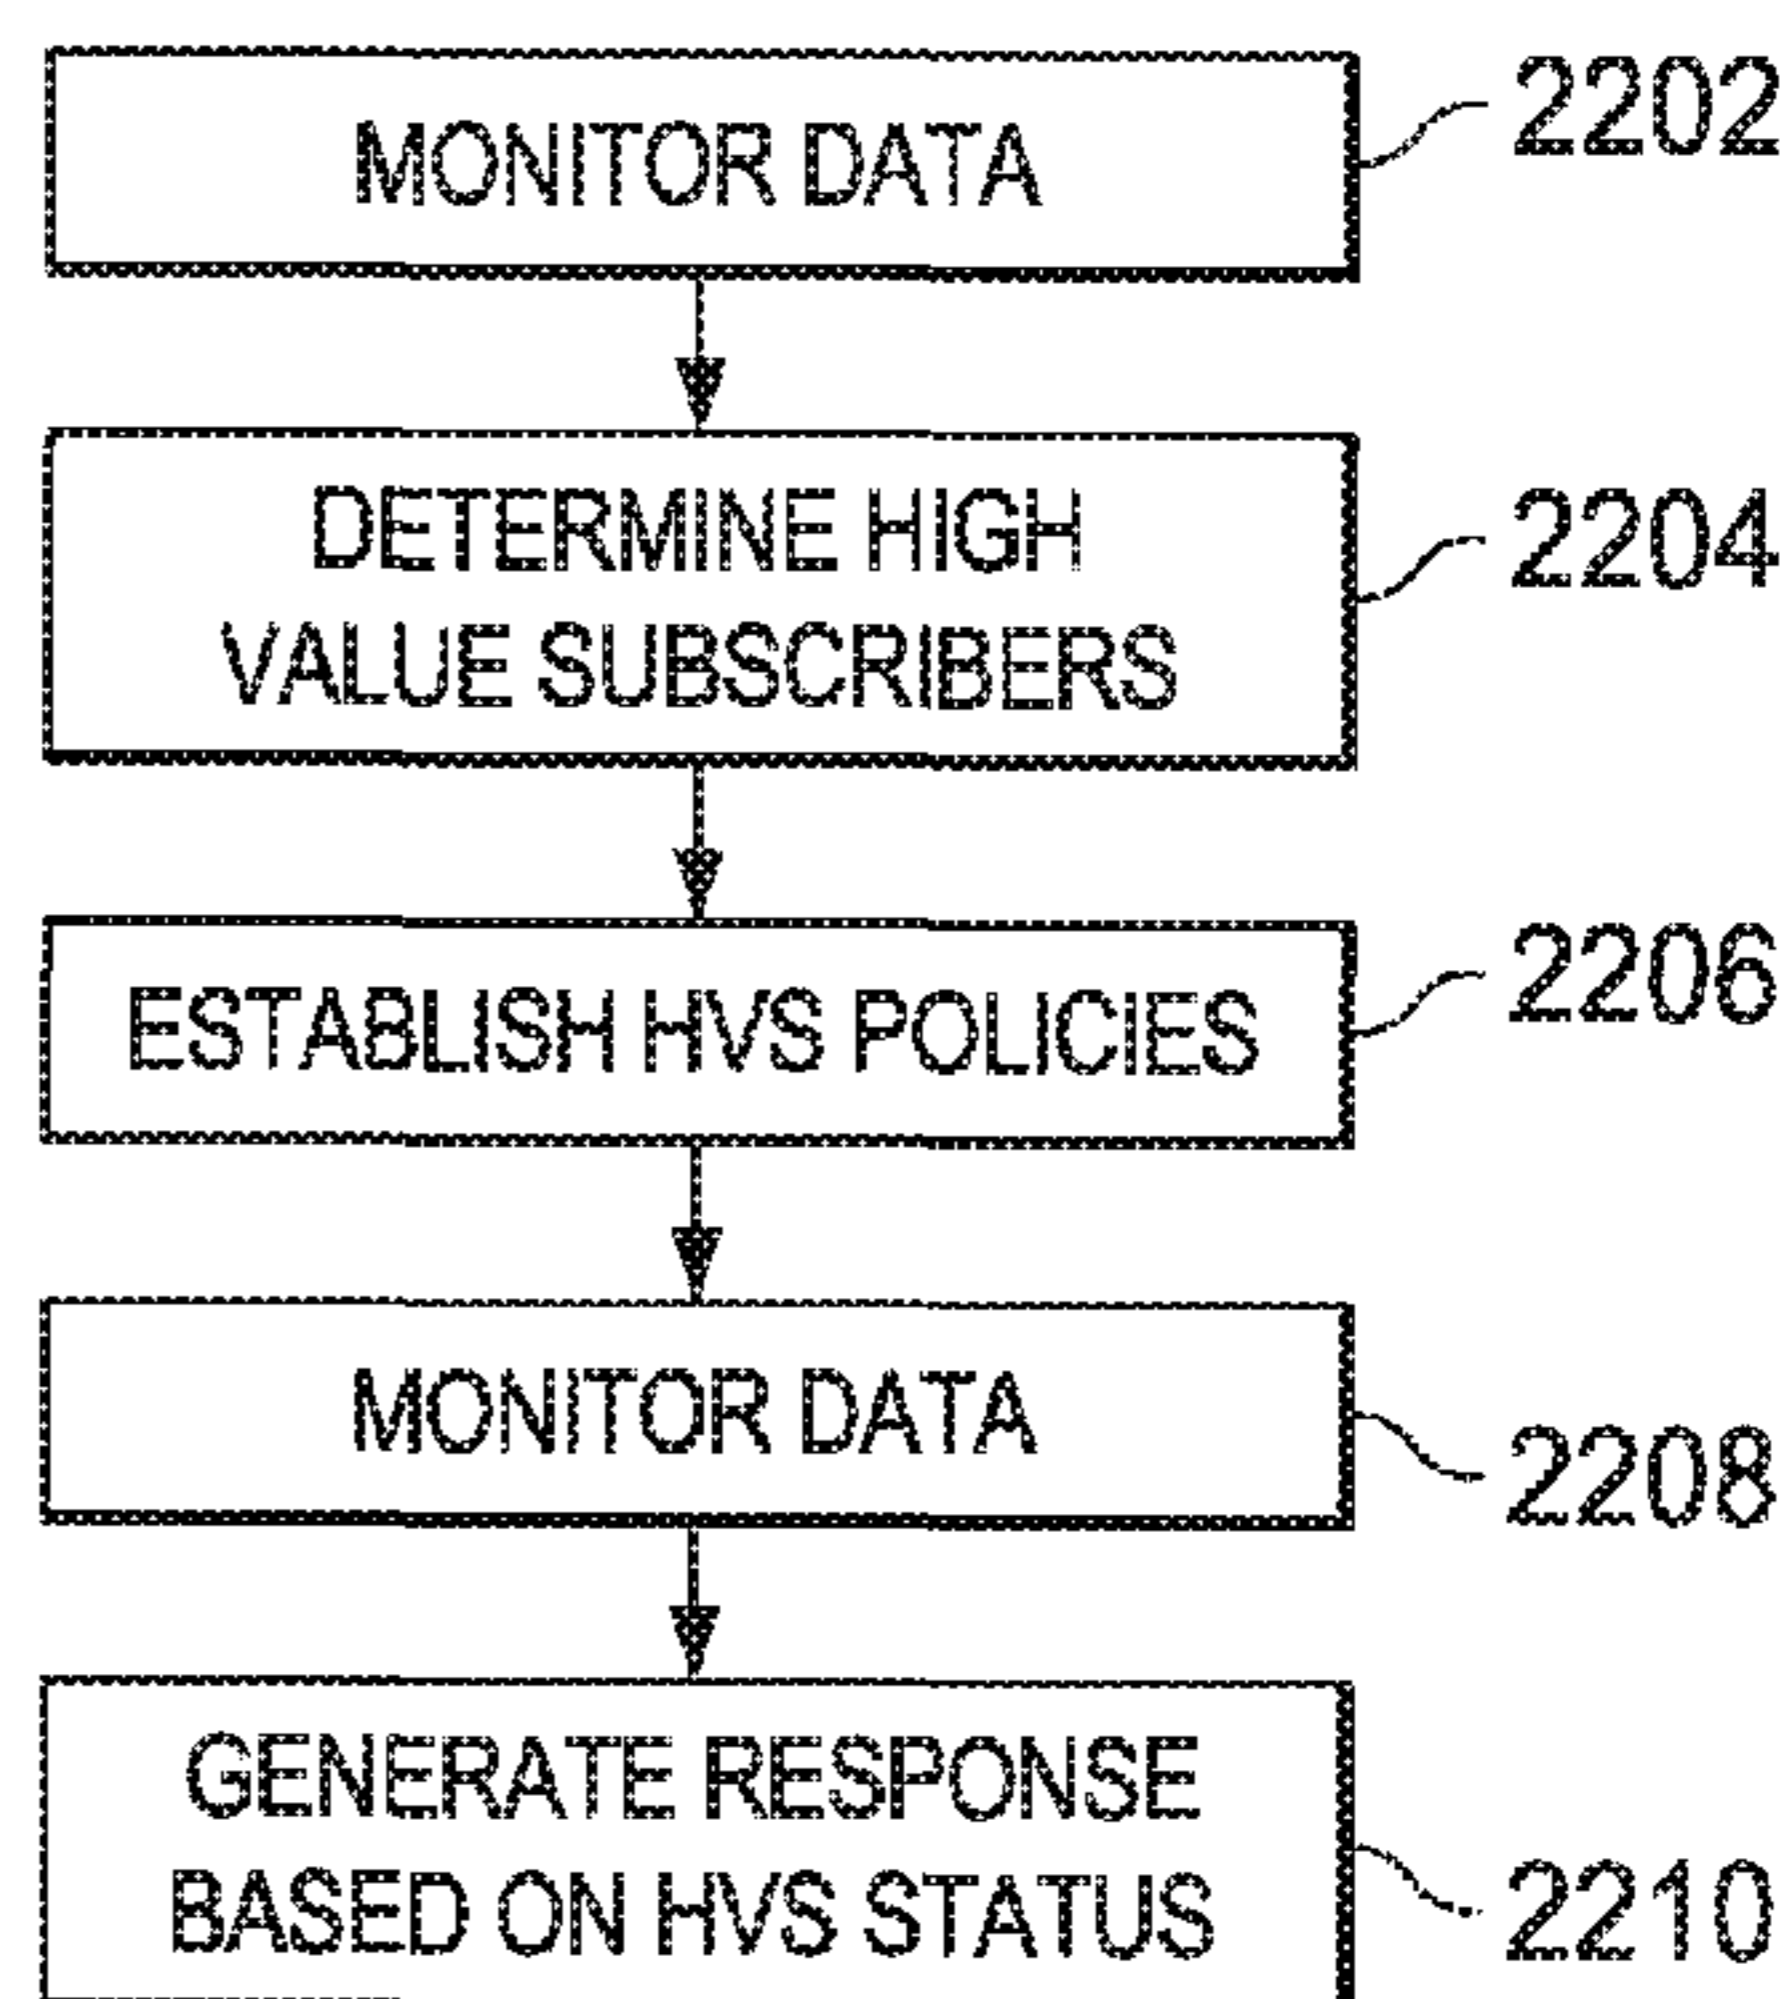 MONITOR DATA
2202
DETERMINE HIGH
VALUE SUBSCRIBERS
2204
ESTABLISH HVS POLICIES
2206
MONITOR DATA
2208
GENERATE RESPONSE
BASED ON HVS STATUS
2210